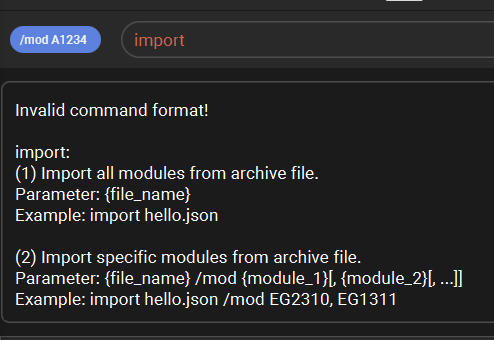 /mod A1234
import
Invalid command format!
import:
(1) Import all modules from archive file.
Parameter: {file_name}
Example: import hello.json
(2) Import specific modules from archive file.
Parameter: {file_name} /mod {module_1}[, {module_2}[, ...]]
Example: import hello.json /mod EG2310, EG1311